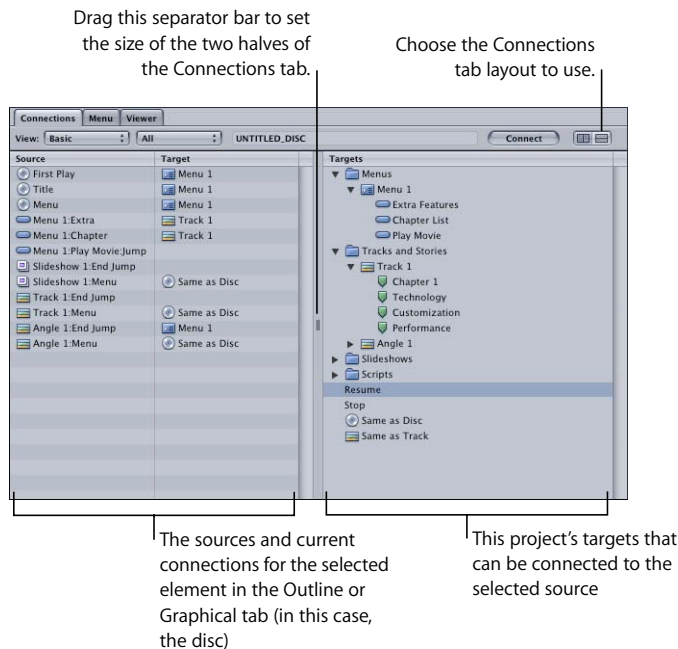 Drag this separator bar to set
the size of the two halves of
the Connections tab.
Choose the Connections
tab layout to use.
Connections Menu Viewer
View: Basic All UNTITLED_DISC Connect
Source Target
First Play Menu 1
Title Menu 1
Menu Menu 1
Menu 1:Extra Track 1
Menu 1:Chapter Track 1
Menu 1:Play Movie:Jump
Slideshow 1:End Jump
Slideshow 1:Menu Same as Disc
Track 1:End Jump
Track 1:Menu Same as Disc
Angle 1:End Jump Menu 1
Angle 1:Menu Same as Disc
Targets
Menus
Menu 1
Extra Features
Chapter List
Play Movie
Tracks and Stories
Track 1
Chapter 1
Technology
Customization
Performance
Angle 1
Slideshows
Scripts
Resume
Stop
Same as Disc
Same as Track
The sources and current
connections for the selected
element in the Outline or
Graphical tab (in this case,
the disc)
This project's targets that
can be connected to the
selected source